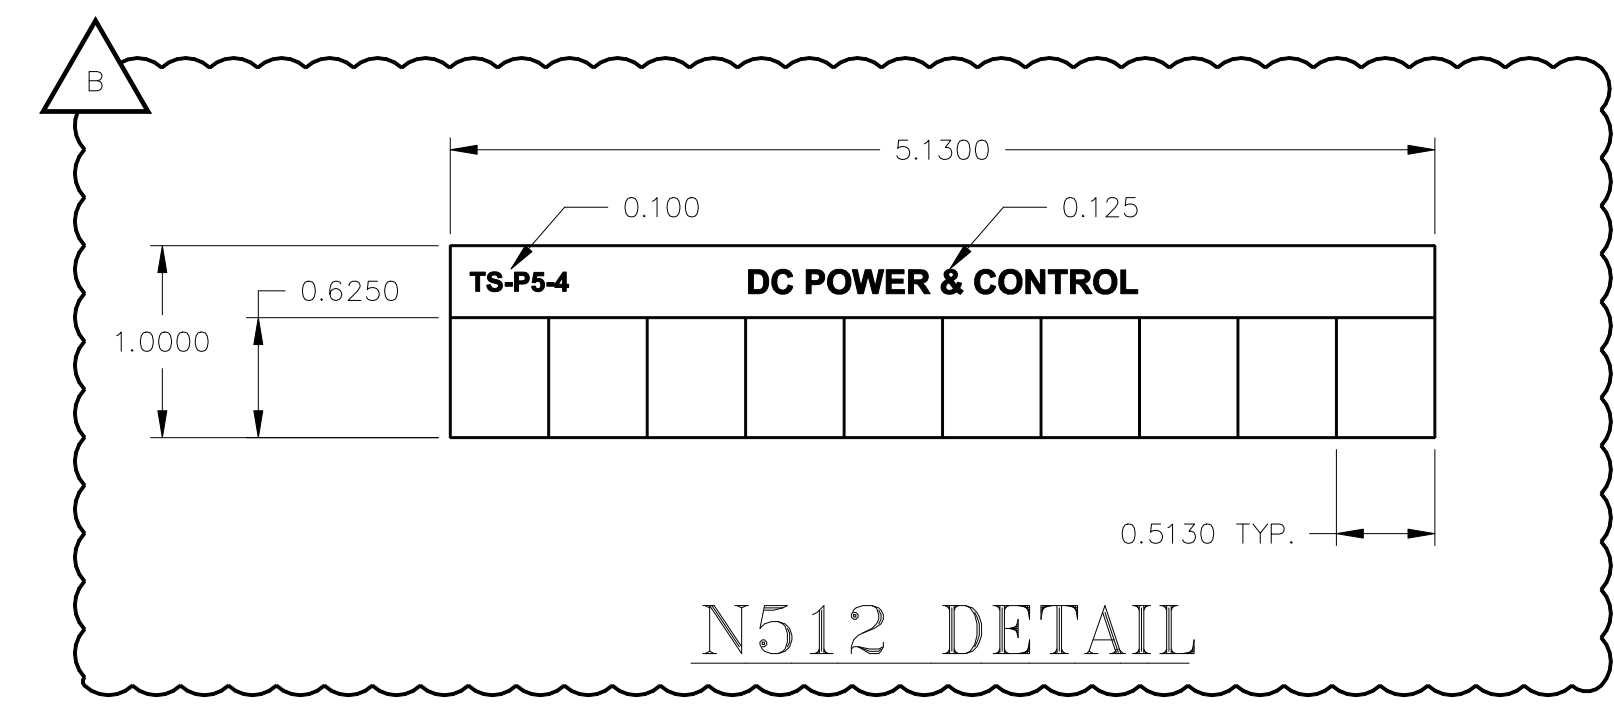 B
5.1300
0.100
0.125
TS-P5-4 DC POWER & CONTROL
0.6250
1.0000
0.5130 TYP.
N512 DETAIL